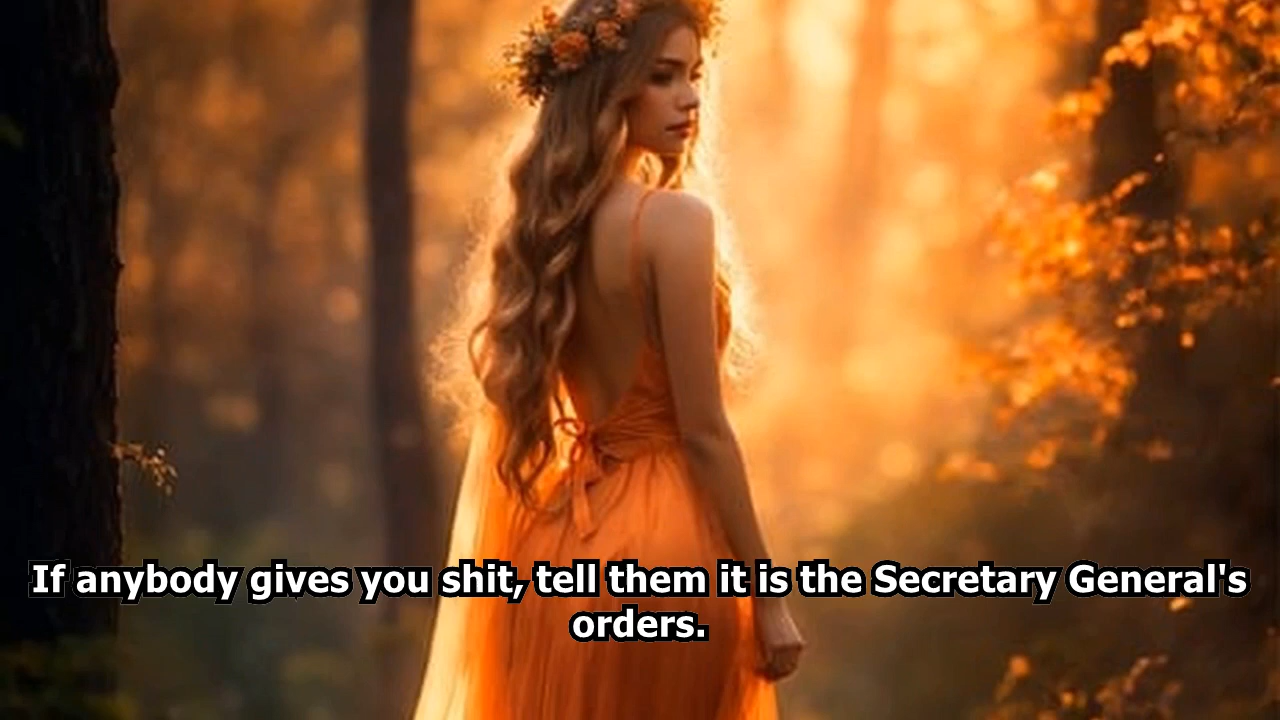 If anybody gives you shit, tell them it is the Secretary General's
orders.